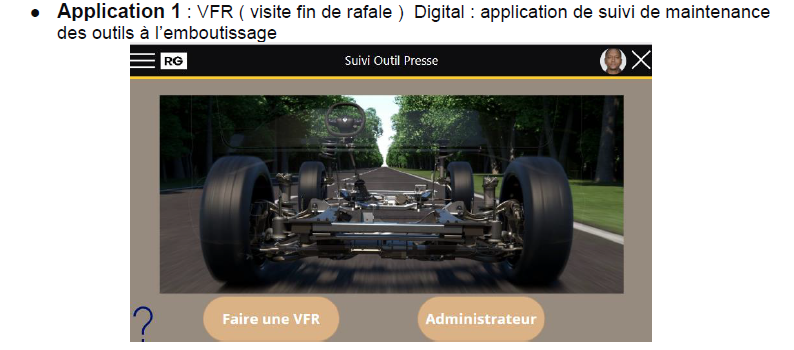 ● Application 1 : VFR ( visite fin de rafale )  Digital : application de suivi de maintenance
des outils à l’emboutissage
RG Suivi Outil Presse
?
Faire une VFR Administrateur